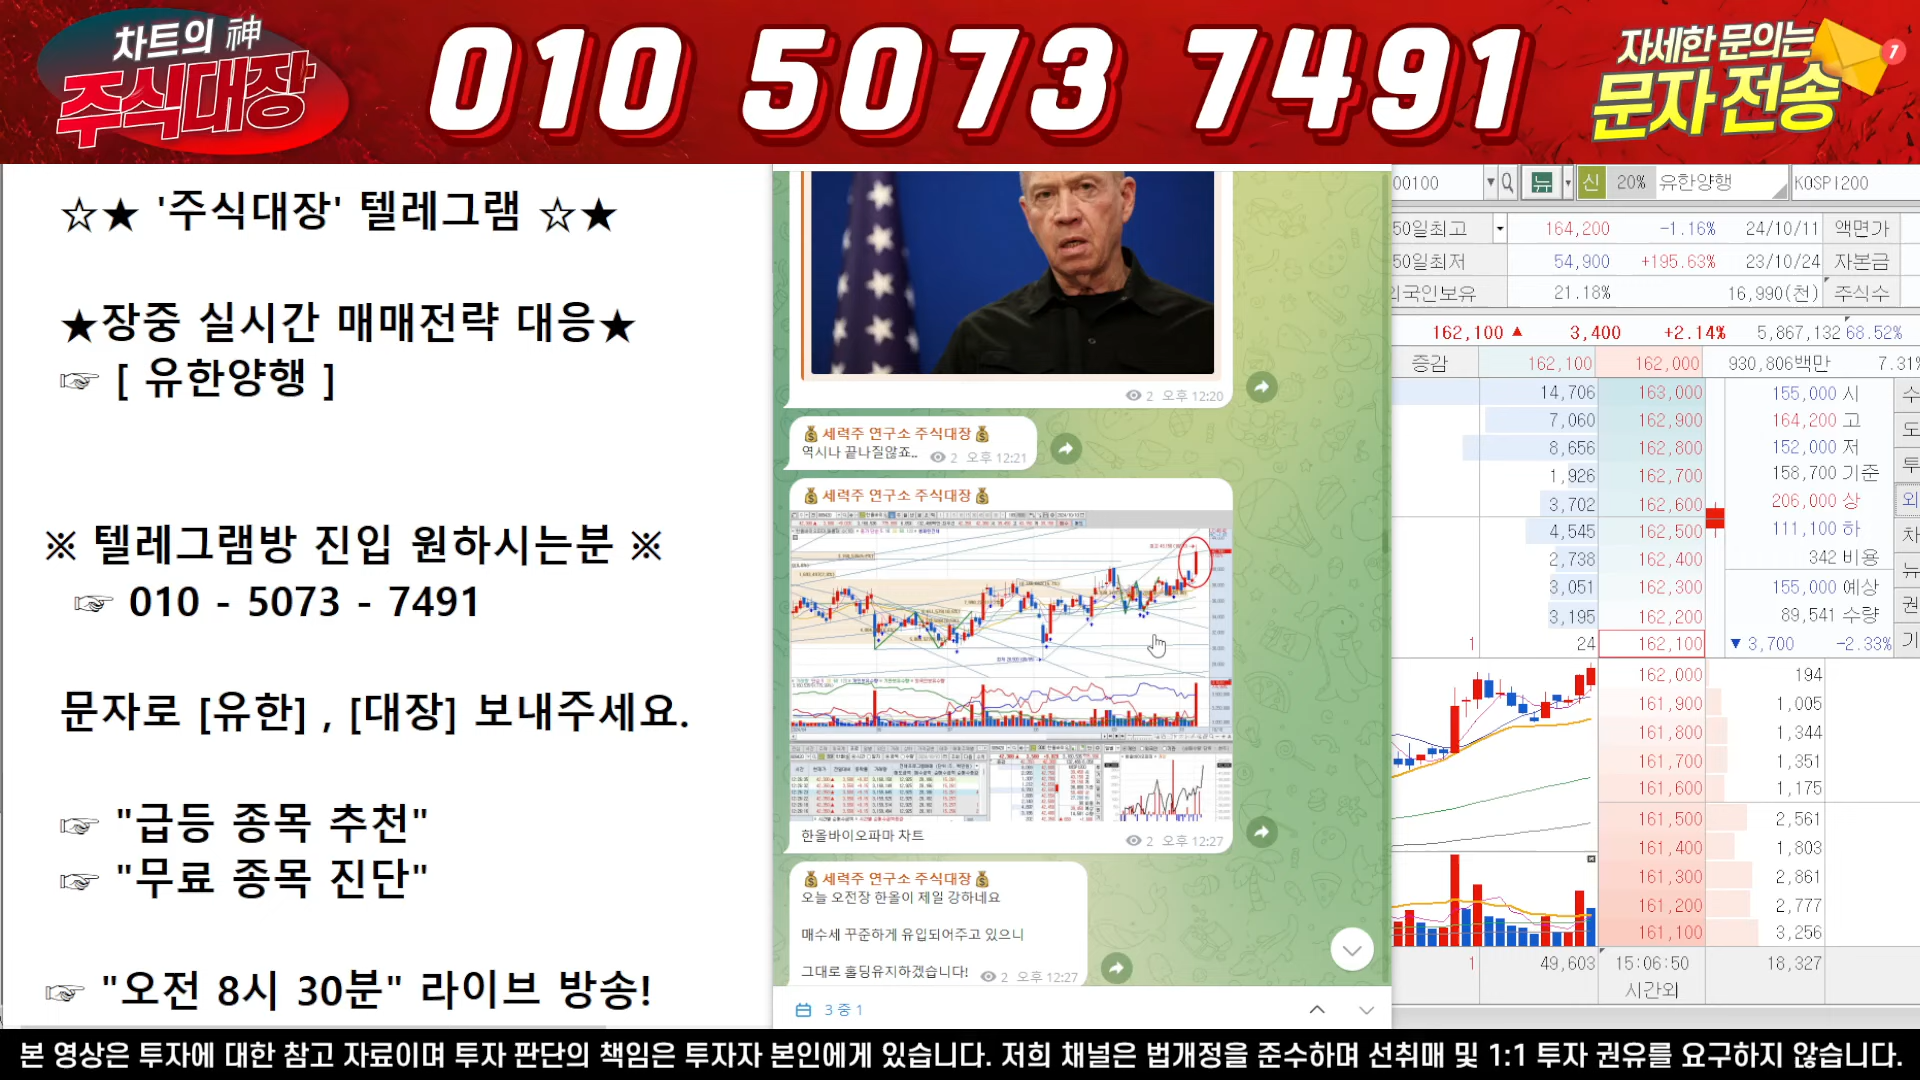 차트의 神
주식대장
010 5073 7491
자세한 문의는
문자 전송
1
☆★ '주식대장' 텔레그램 ☆★
★장중 실시간 매매전략 대응★
☞ [ 유한양행 ]
※ 텔레그램방 진입 원하시는분 ※
☞ 010 - 5073 - 7491
문자로 [유한] , [대장] 보내주세요.
☞ "급등 종목 추천"
☞ "무료 종목 진단"
☞ "오전 8시 30분" 라이브 방송!
2 오후 12:20
세력주 연구소 주식대장
역시나 끝나질않죠.. 2 오후 12:21
세력주 연구소 주식대장
한올바이오파마 차트 2 오후 12:27
세력주 연구소 주식대장
오늘 오전장 한올이 제일 강하네요
매수세 꾸준하게 유입되어주고 있으니
그대로 홀딩유지하겠습니다! 2 오후 12:27
3 중 1
00100 뉴 신 20% 유한양행 KOSPI200
50일최고 164,200 -1.16% 24/10/11 액면가
50일최저 54,900 +195.63% 23/10/24 자본금
외국인보유 21.18% 16,990(천) 주식수
162,100 ▲ 3,400 +2.14% 5,867,132 68.52%
증감 162,100 162,000 930,806백만 7.31%
14,706 163,000 155,000 시
7,060 162,900 164,200 고
8,656 162,800 152,000 저
1,926 162,700 158,700 기준
3,702 162,600 206,000 상
4,545 162,500 111,100 하
2,738 162,400 342 비용
3,051 162,300 155,000 예상
3,195 162,200 89,541 수량
1 24 162,100 ▼ 3,700 -2.33%
162,000 194
161,900 1,005
161,800 1,344
161,700 1,351
161,600 1,175
161,500 2,561
161,400 1,803
161,300 2,861
161,200 2,777
161,100 3,256
1 49,603 15:06:50 18,327
시간외
본 영상은 투자에 대한 참고 자료이며 투자 판단의 책임은 투자자 본인에게 있습니다. 저희 채널은 법개정을 준수하며 선취매 및 1:1 투자 권유를 요구하지 않습니다.